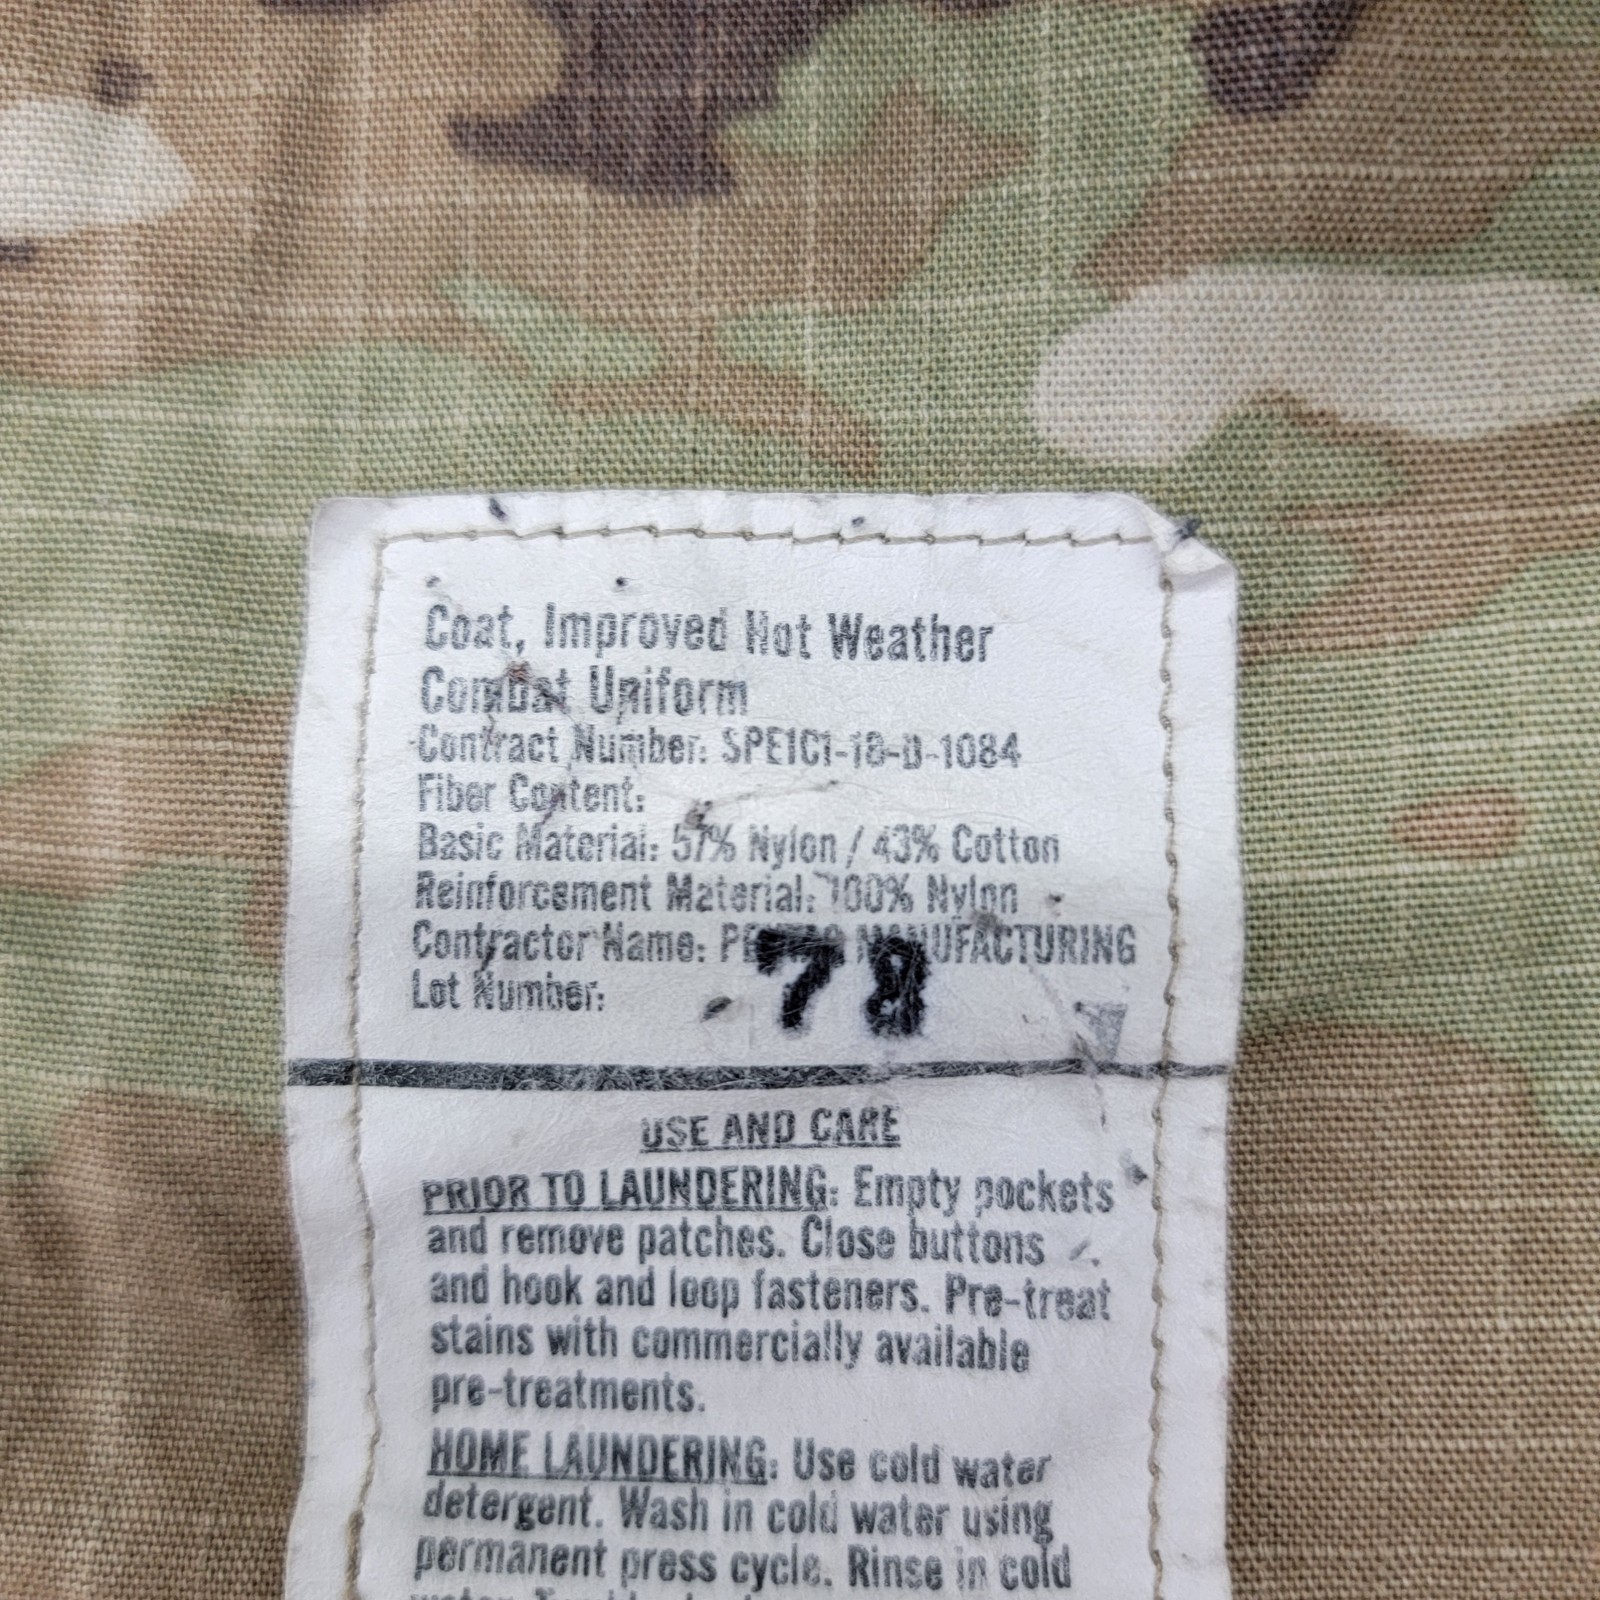 Coat, Improved Hot Weather
Combat Uniform
Contract Number: SPE1C1-18-D-1084
Fiber Content:
Basic Material: 57% Nylon / 43% Cotton
Reinforcement Material: 100% Nylon
Contractor Name: MANUFACTURING
Lot Number: 78
USE AND CARE
PRIOR TO LAUNDERING: Empty pockets
and remove patches. Close buttons
and hook and loop fasteners. Pre-treat
stains with commercially available
pre-treatments.
HOME LAUNDERING: Use cold water
detergent. Wash in cold water using
permanent press cycle. Rinse in cold